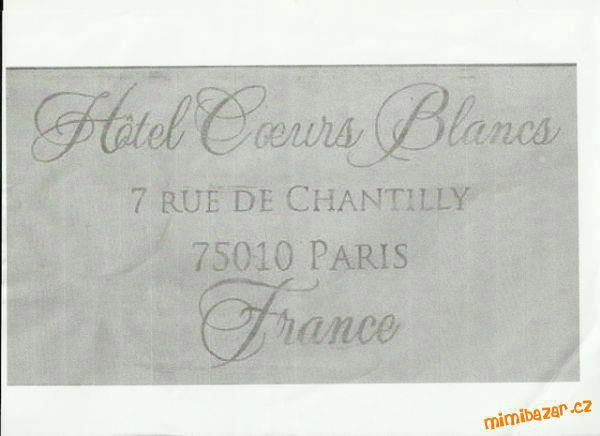 Hôtel Cœurs Blancs
7 RUE DE CHANTILLY
75010 PARIS
France
mimibazar.cz